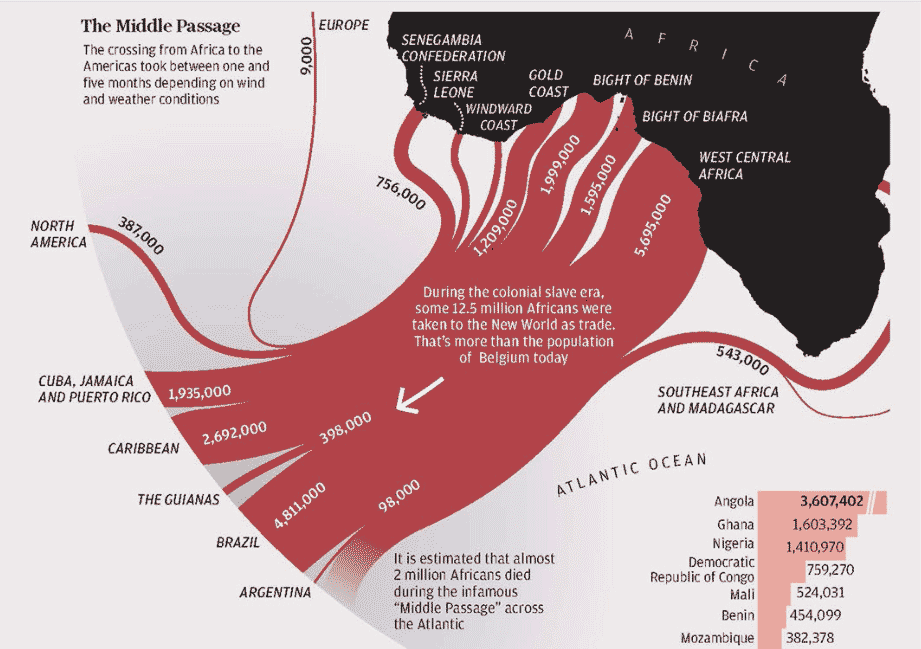 The Middle Passage
The crossing from Africa to the
Americas took between one and
five months depending on wind
and weather conditions
EUROPE
9,000
AFRICA
SENEGAMBIA
CONFEDERATION
SIERRA
LEONE
WINDWARD
COAST
GOLD
COAST
BIGHT OF BENIN
BIGHT OF BIAFRA
WEST CENTRAL
AFRICA
756,000
1,209,000
1,999,000
1,595,000
5,695,000
NORTH
AMERICA
387,000
During the colonial slave era,
some 12.5 million Africans were
taken to the New World as trade.
That's more than the population
of Belgium today
543,000
SOUTHEAST AFRICA
AND MADAGASCAR
CUBA, JAMAICA
AND PUERTO RICO
1,935,000
CARIBBEAN
2,692,000
398,000
THE GUIANAS
4,811,000
BRAZIL
98,000
ARGENTINA
ATLANTIC OCEAN
It is estimated that almost
2 million Africans died
during the infamous
“Middle Passage” across
the Atlantic
Angola 3,607,402
Ghana 1,603,392
Nigeria 1,410,970
Democratic
Republic of Congo 759,270
Mali 524,031
Benin 454,099
Mozambique 382,378